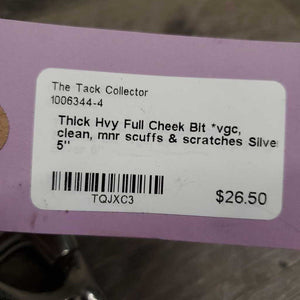 The Tack Collector
1006344-4
Thick Hvy Full Cheek Bit *vgc,
clean, mnr scuffs & scratches Silve
5"
TQJXC3
$26.50